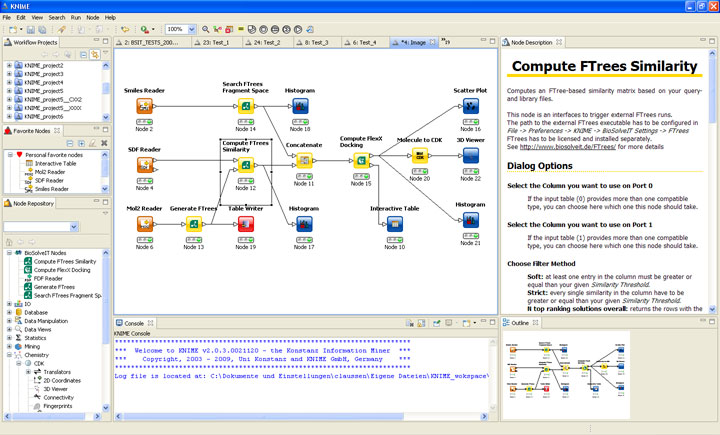 KNIME
File Edit View Search Run Node Help
100%
Workflow Projects
KNIME_project2
KNIME_project3
KNIME_project4
KNIME_project5
KNIME_project5__CXX2
KNIME_project5__XXXX
KNIME_project6
Favorite Nodes
Personal favorite nodes
Interactive Table
Mol2 Reader
SDF Reader
Smiles Reader
Node Repository
BioSolveIT Nodes
Compute FTrees Similarity
Compute FlexX Docking
FDF Reader
Generate FTrees
Search FTrees Fragment Spa
IO
Database
Data Manipulation
Data Views
Statistics
Mining
Chemistry
CDK
Translators
2D Coordinates
3D Viewer
Connectivity
Fingerprints
2: BSIT_TESTS_200...
23: Test_1
24: Test_2
8: Test_3
6: Test_4
*4: Image
Smiles Reader
Node 2
Search FTrees
Fragment Space
Node 14
Histogram
Node 18
Scatter Plot
Node 16
SDF Reader
Node 4
Compute FTrees
Similarity
Node 12
Concatenate
Node 11
Compute FlexX
Docking
Node 15
Molecule to CDK
Node 20
3D Viewer
Node 22
Mol2 Reader
Node 6
Generate FTrees
Node 13
Table Writer
Node 19
Histogram
Node 17
Interactive Table
Node 10
Histogram
Node 21
Console
KNIME Console
*** Welcome to KNIME v2.0.3.0021120 - the Konstanz Information Miner ***
*** Copyright, 2003 - 2009, Uni Konstanz and KNIME GmbH, Germany ***
Log file is located at: C:\Dokumente und Einstellungen\claussen\Eigene Dateien\KNIME_wokspace\
Node Description
Compute FTrees Similarity
Computes an FTree-based similarity matrix based on your query-
and library files.
This node is an interfaces to trigger external FTrees runs.
The path to the external FTrees executable has to be configured in
File -> Preferences -> KNIME -> BioSolveIT Settings -> FTrees
FTrees has to be licensed and installed separately.
See http://www.biosolveit.de/FTrees/ for more details
Dialog Options
Select the Column you want to use on Port 0
If the input table (0) provides more than one compatible
type, you can choose here which one this node should take.
Select the Column you want to use on Port 1
If the input table (1) provides more than one compatible
type, you can choose here which one this node should take.
Choose Filter Method
Soft: at least one entry in the column must be greater or
equal than your given Similarity Threshold.
Strict: every single similarity in the column have to be
greater or equal than your given Similarity Threshold.
N top ranking solutions overall: returns the rows with the
Outline